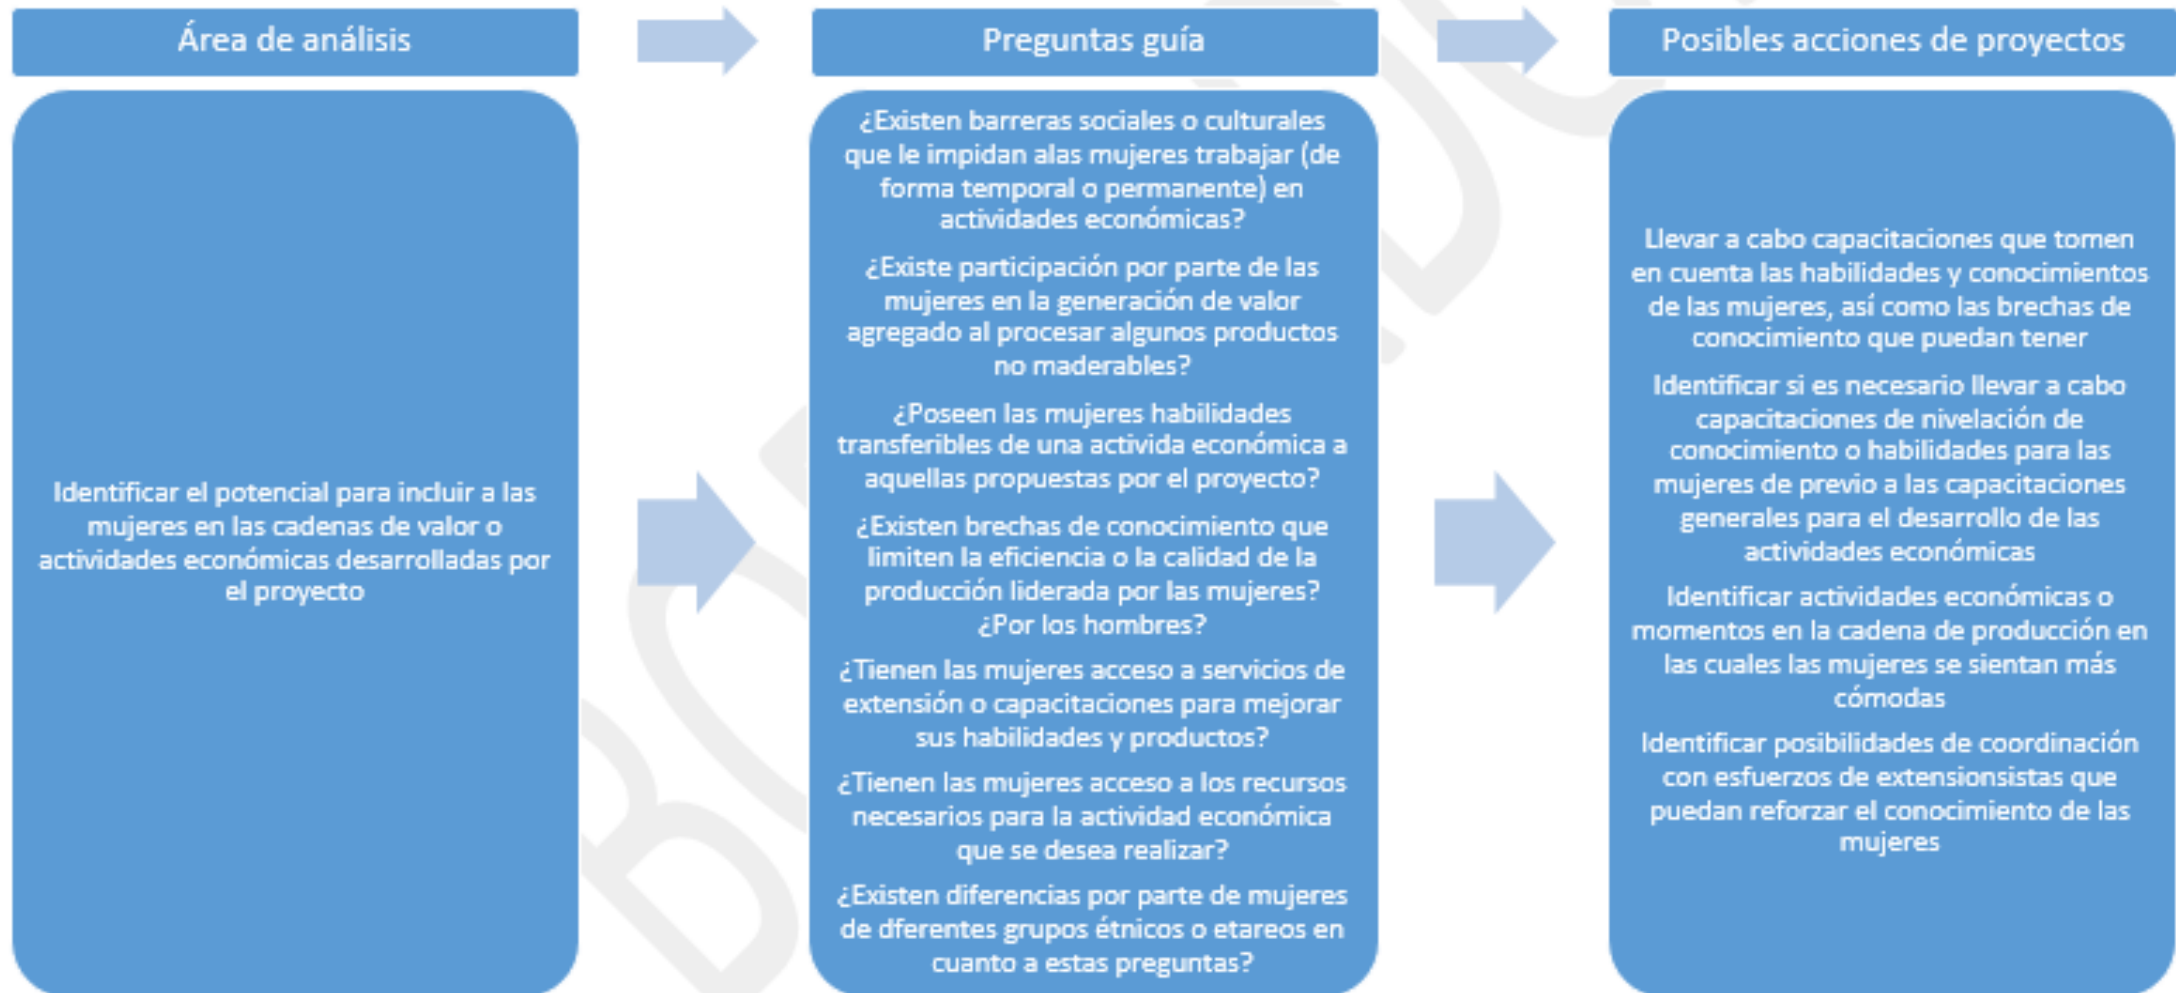 Área de análisis
Preguntas guía
Posibles acciones de proyectos
Identificar el potencial para incluir a las
mujeres en las cadenas de valor o
actividades económicas desarrolladas por
el proyecto
¿Existen barreras sociales o culturales
que le impidan alas mujeres trabajar (de
forma temporal o permanente) en
actividades económicas?
¿Existe participación por parte de las
mujeres en la generación de valor
agregado al procesar algunos productos
no maderables?
¿Poseen las mujeres habilidades
transferibles de una activida económica a
aquellas propuestas por el proyecto?
¿Existen brechas de conocimiento que
limiten la eficiencia o la calidad de la
producción liderada por las mujeres?
¿Por los hombres?
¿Tienen las mujeres acceso a servicios de
extensión o capacitaciones para mejorar
sus habilidades y productos?
¿Tienen las mujeres acceso a los recursos
necesarios para la actividad económica
que se desea realizar?
¿Existen diferencias por parte de mujeres
de dferentes grupos étnicos o etareos en
cuanto a estas preguntas?
Llevar a cabo capacitaciones que tomen
en cuenta las habilidades y conocimientos
de las mujeres, así como las brechas de
conocimiento que puedan tener
Identificar si es necesario llevar a cabo
capacitaciones de nivelación de
conocimiento o habilidades para las
mujeres de previo a las capacitaciones
generales para el desarrollo de las
actividades económicas
Identificar actividades económicas o
momentos en la cadena de producción en
las cuales las mujeres se sientan más
cómodas
Identificar posibilidades de coordinación
con esfuerzos de extensionsistas que
puedan reforzar el conocimiento de las
mujeres